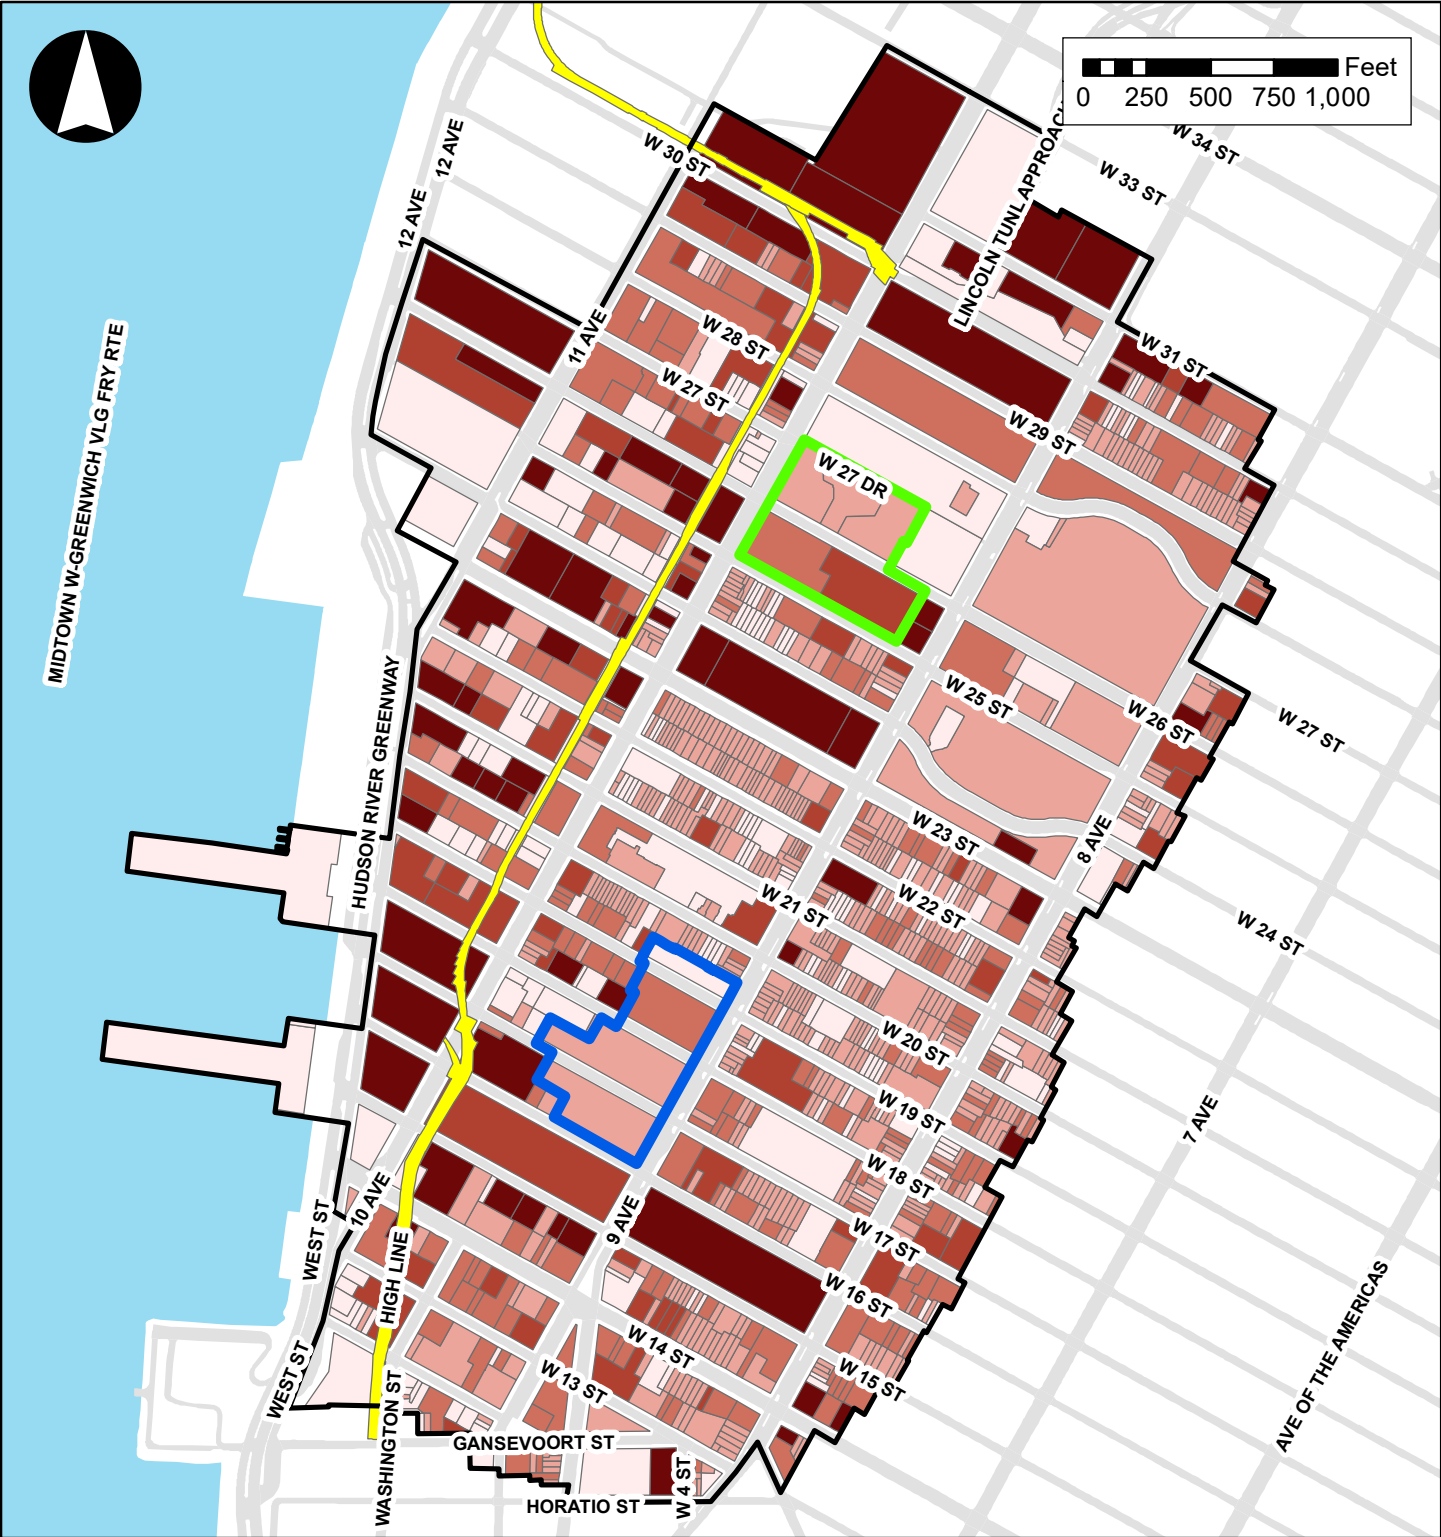 Feet
0 250 500 750 1,000
W 34 ST
W 33 ST
LINCOLN TUNL APPROACH
12 AVE
W 30 ST
12 AVE
W 31 ST
11 AVE
W 28 ST
W 27 ST
W 29 ST
W 27 DR
MIDTOWN W-GREENWICH VLG FRY RTE
W 25 ST
W 26 ST
W 27 ST
HUDSON RIVER GREENWAY
W 23 ST
8 AVE
W 21 ST
W 22 ST
W 24 ST
W 20 ST
W 19 ST
7 AVE
W 18 ST
10 AVE
WEST ST
9 AVE
W 17 ST
HIGH LINE
W 16 ST
W 14 ST
W 15 ST
W 13 ST
WEST ST
WASHINGTON ST
AVE OF THE AMERICAS
GANSEVOORT ST
W 4 ST
HORATIO ST